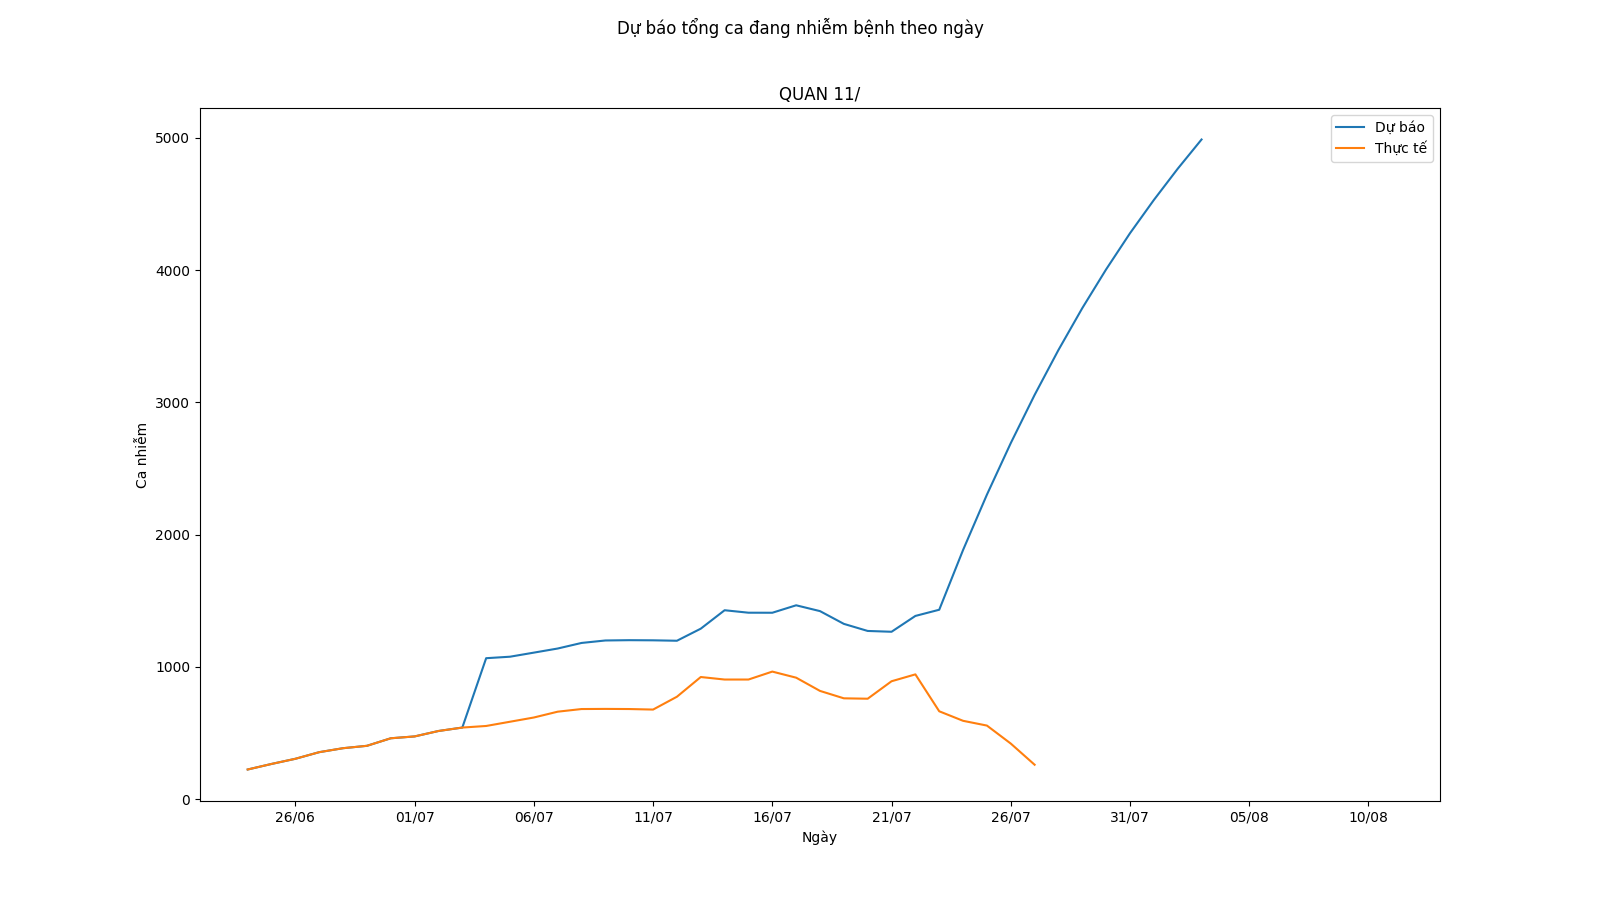 Dự báo tổng ca đang nhiễm bệnh theo ngày
QUAN 11/
Dự báo
Thực tế
5000
4000
3000
2000
1000
0
Ca nhiễm
26/06
01/07
06/07
11/07
16/07
21/07
26/07
31/07
05/08
10/08
Ngày